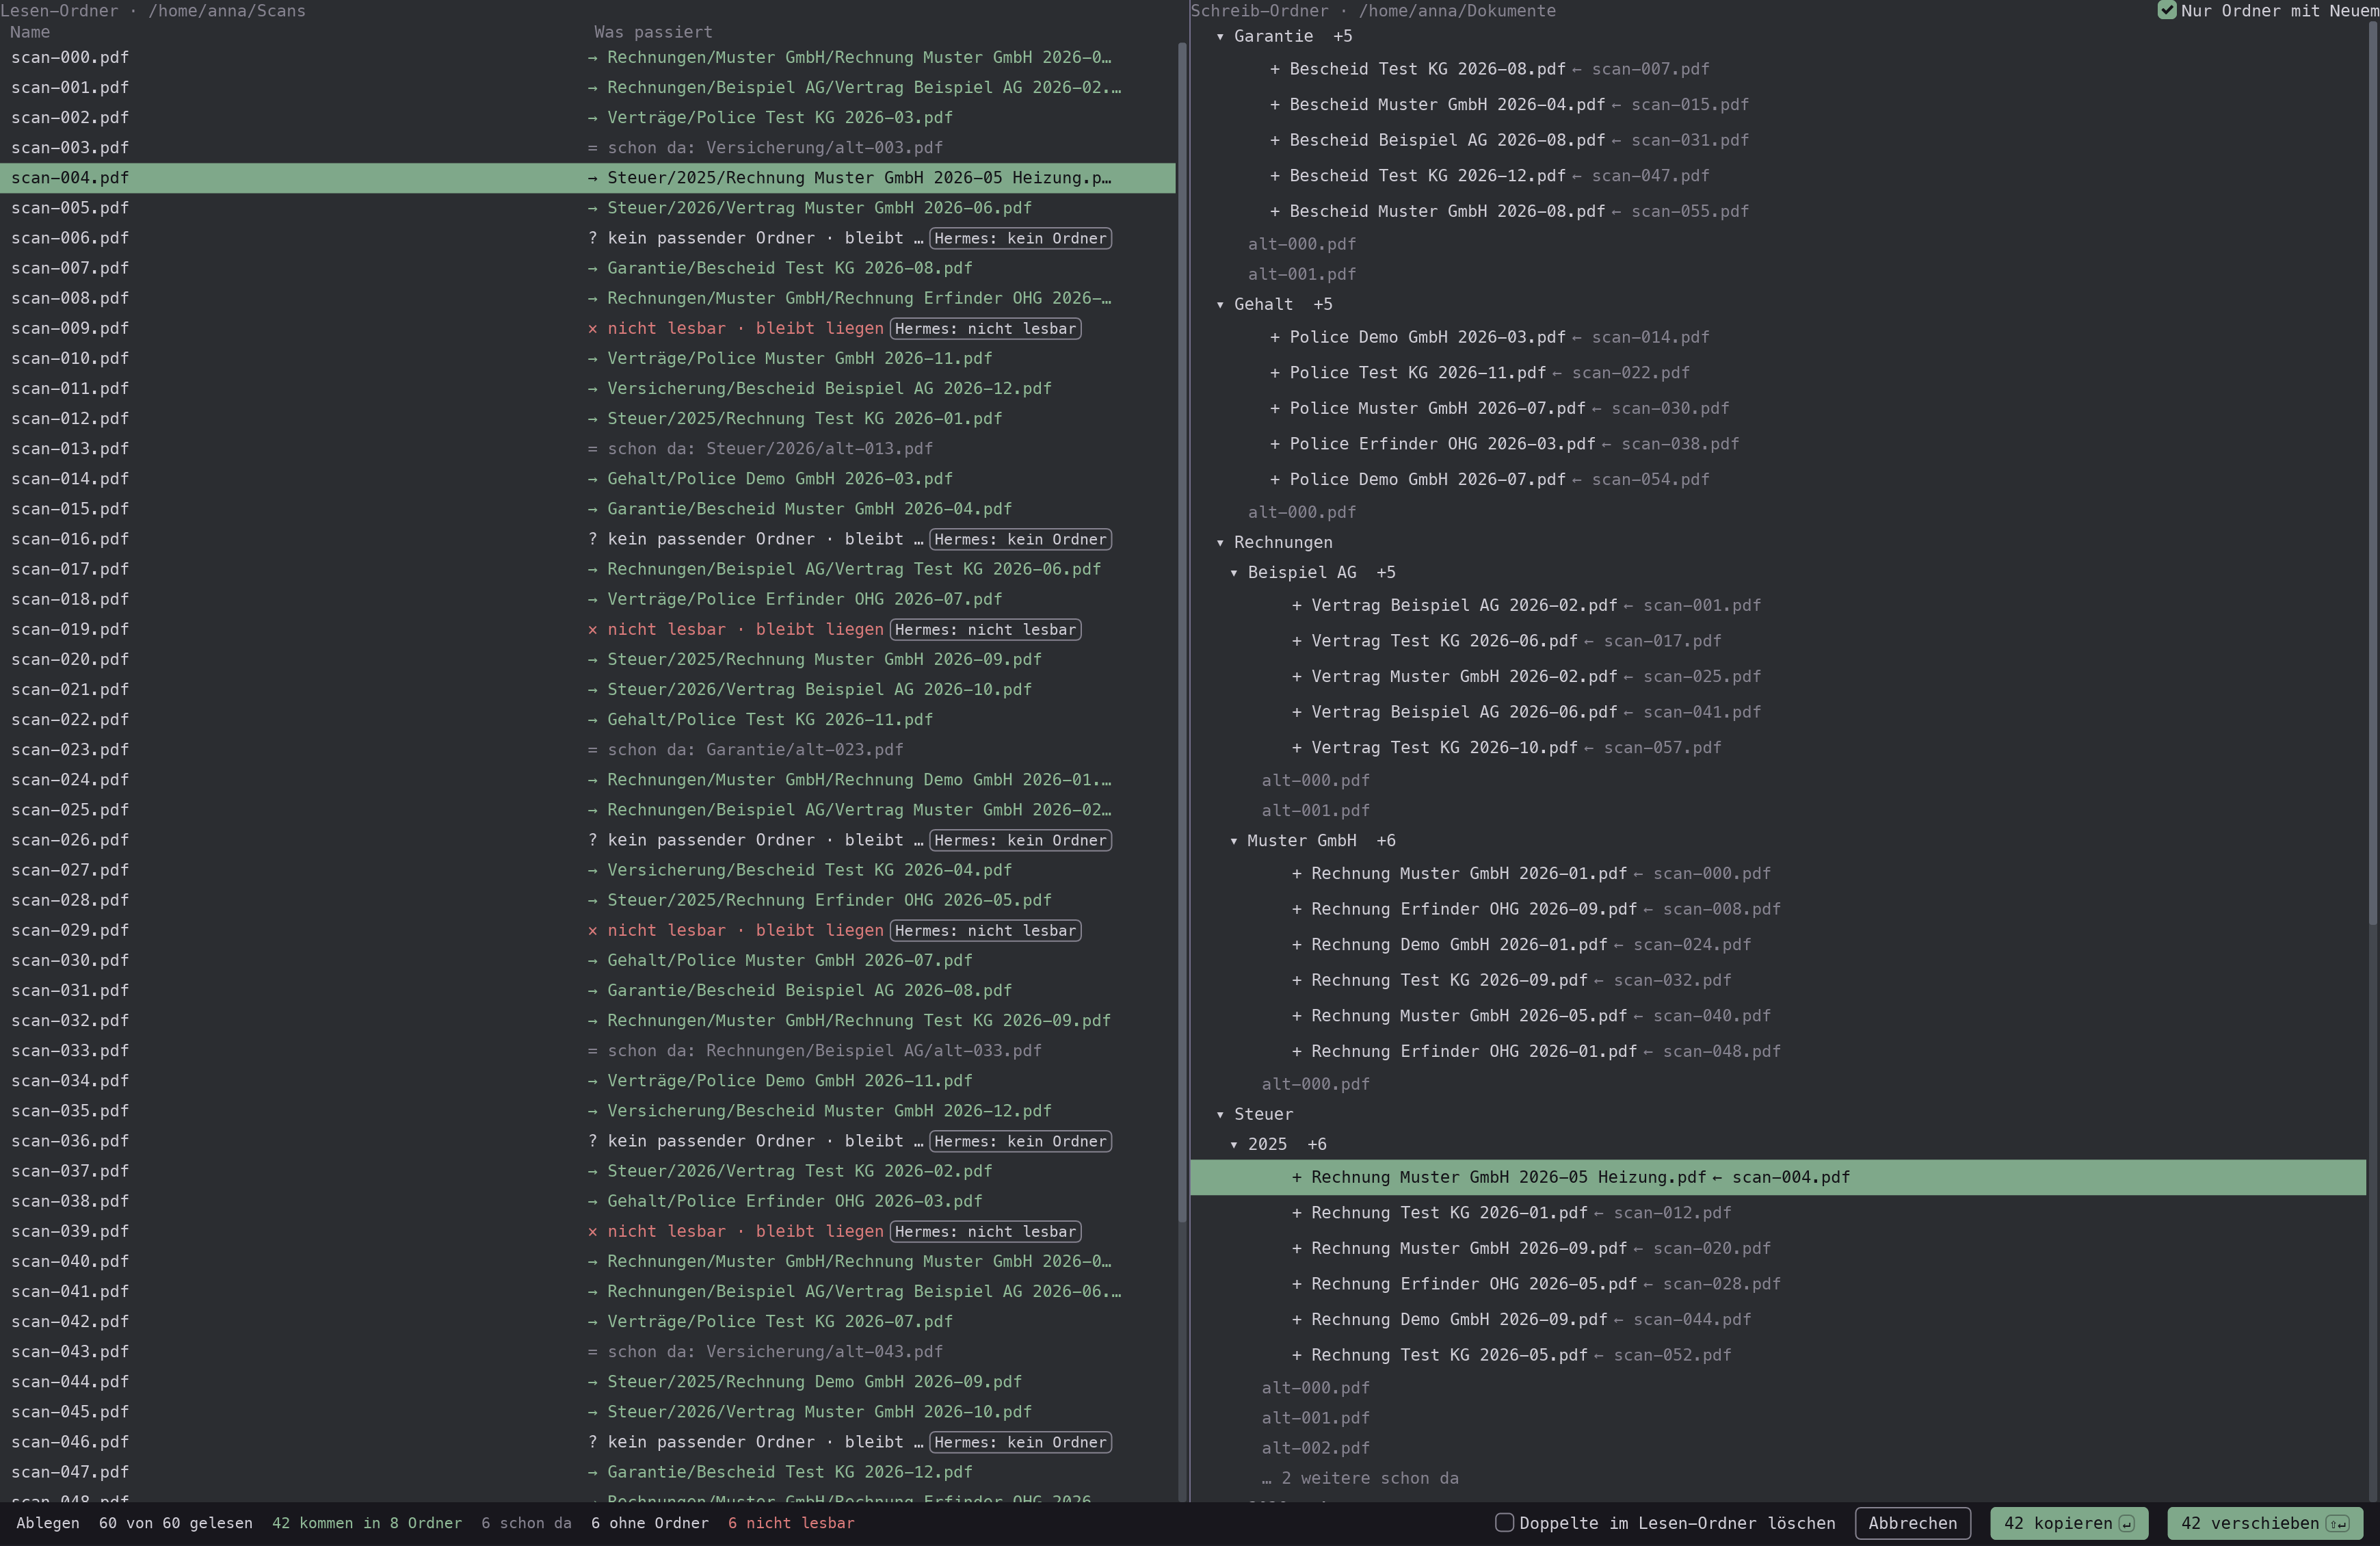 Lesen-Ordner · /home/anna/Scans
Name Was passiert
scan-000.pdf → Rechnungen/Muster GmbH/Rechnung Muster GmbH 2026-0…
scan-001.pdf → Rechnungen/Beispiel AG/Vertrag Beispiel AG 2026-02.…
scan-002.pdf → Verträge/Police Test KG 2026-03.pdf
scan-003.pdf = schon da: Versicherung/alt-003.pdf
scan-004.pdf → Steuer/2025/Rechnung Muster GmbH 2026-05 Heizung.p…
scan-005.pdf → Steuer/2026/Vertrag Muster GmbH 2026-06.pdf
scan-006.pdf ? kein passender Ordner · bleibt … Hermes: kein Ordner
scan-007.pdf → Garantie/Bescheid Test KG 2026-08.pdf
scan-008.pdf → Rechnungen/Muster GmbH/Rechnung Erfinder OHG 2026-…
scan-009.pdf × nicht lesbar · bleibt liegen Hermes: nicht lesbar
scan-010.pdf → Verträge/Police Muster GmbH 2026-11.pdf
scan-011.pdf → Versicherung/Bescheid Beispiel AG 2026-12.pdf
scan-012.pdf → Steuer/2025/Rechnung Test KG 2026-01.pdf
scan-013.pdf = schon da: Steuer/2026/alt-013.pdf
scan-014.pdf → Gehalt/Police Demo GmbH 2026-03.pdf
scan-015.pdf → Garantie/Bescheid Muster GmbH 2026-04.pdf
scan-016.pdf ? kein passender Ordner · bleibt … Hermes: kein Ordner
scan-017.pdf → Rechnungen/Beispiel AG/Vertrag Test KG 2026-06.pdf
scan-018.pdf → Verträge/Police Erfinder OHG 2026-07.pdf
scan-019.pdf × nicht lesbar · bleibt liegen Hermes: nicht lesbar
scan-020.pdf → Steuer/2025/Rechnung Muster GmbH 2026-09.pdf
scan-021.pdf → Steuer/2026/Vertrag Beispiel AG 2026-10.pdf
scan-022.pdf → Gehalt/Police Test KG 2026-11.pdf
scan-023.pdf = schon da: Garantie/alt-023.pdf
scan-024.pdf → Rechnungen/Muster GmbH/Rechnung Demo GmbH 2026-01.…
scan-025.pdf → Rechnungen/Beispiel AG/Vertrag Muster GmbH 2026-02…
scan-026.pdf ? kein passender Ordner · bleibt … Hermes: kein Ordner
scan-027.pdf → Versicherung/Bescheid Test KG 2026-04.pdf
scan-028.pdf → Steuer/2025/Rechnung Erfinder OHG 2026-05.pdf
scan-029.pdf × nicht lesbar · bleibt liegen Hermes: nicht lesbar
scan-030.pdf → Gehalt/Police Muster GmbH 2026-07.pdf
scan-031.pdf → Garantie/Bescheid Beispiel AG 2026-08.pdf
scan-032.pdf → Rechnungen/Muster GmbH/Rechnung Test KG 2026-09.pdf
scan-033.pdf = schon da: Rechnungen/Beispiel AG/alt-033.pdf
scan-034.pdf → Verträge/Police Demo GmbH 2026-11.pdf
scan-035.pdf → Versicherung/Bescheid Muster GmbH 2026-12.pdf
scan-036.pdf ? kein passender Ordner · bleibt … Hermes: kein Ordner
scan-037.pdf → Steuer/2026/Vertrag Test KG 2026-02.pdf
scan-038.pdf → Gehalt/Police Erfinder OHG 2026-03.pdf
scan-039.pdf × nicht lesbar · bleibt liegen Hermes: nicht lesbar
scan-040.pdf → Rechnungen/Muster GmbH/Rechnung Muster GmbH 2026-0…
scan-041.pdf → Rechnungen/Beispiel AG/Vertrag Beispiel AG 2026-06.…
scan-042.pdf → Verträge/Police Test KG 2026-07.pdf
scan-043.pdf = schon da: Versicherung/alt-043.pdf
scan-044.pdf → Steuer/2025/Rechnung Demo GmbH 2026-09.pdf
scan-045.pdf → Steuer/2026/Vertrag Muster GmbH 2026-10.pdf
scan-046.pdf ? kein passender Ordner · bleibt … Hermes: kein Ordner
scan-047.pdf → Garantie/Bescheid Test KG 2026-12.pdf
scan-048.pdf → Rechnungen/Muster GmbH/Rechnung Erfinder OHG 2026
Schreib-Ordner · /home/anna/Dokumente Nur Ordner mit Neuem
▾ Garantie +5
+ Bescheid Test KG 2026-08.pdf ← scan-007.pdf
+ Bescheid Muster GmbH 2026-04.pdf ← scan-015.pdf
+ Bescheid Beispiel AG 2026-08.pdf ← scan-031.pdf
+ Bescheid Test KG 2026-12.pdf ← scan-047.pdf
+ Bescheid Muster GmbH 2026-08.pdf ← scan-055.pdf
alt-000.pdf
alt-001.pdf
▾ Gehalt +5
+ Police Demo GmbH 2026-03.pdf ← scan-014.pdf
+ Police Test KG 2026-11.pdf ← scan-022.pdf
+ Police Muster GmbH 2026-07.pdf ← scan-030.pdf
+ Police Erfinder OHG 2026-03.pdf ← scan-038.pdf
+ Police Demo GmbH 2026-07.pdf ← scan-054.pdf
alt-000.pdf
▾ Rechnungen
▾ Beispiel AG +5
+ Vertrag Beispiel AG 2026-02.pdf ← scan-001.pdf
+ Vertrag Test KG 2026-06.pdf ← scan-017.pdf
+ Vertrag Muster GmbH 2026-02.pdf ← scan-025.pdf
+ Vertrag Beispiel AG 2026-06.pdf ← scan-041.pdf
+ Vertrag Test KG 2026-10.pdf ← scan-057.pdf
alt-000.pdf
alt-001.pdf
▾ Muster GmbH +6
+ Rechnung Muster GmbH 2026-01.pdf ← scan-000.pdf
+ Rechnung Erfinder OHG 2026-09.pdf ← scan-008.pdf
+ Rechnung Demo GmbH 2026-01.pdf ← scan-024.pdf
+ Rechnung Test KG 2026-09.pdf ← scan-032.pdf
+ Rechnung Muster GmbH 2026-05.pdf ← scan-040.pdf
+ Rechnung Erfinder OHG 2026-01.pdf ← scan-048.pdf
alt-000.pdf
▾ Steuer
▾ 2025 +6
+ Rechnung Muster GmbH 2026-05 Heizung.pdf ← scan-004.pdf
+ Rechnung Test KG 2026-01.pdf ← scan-012.pdf
+ Rechnung Muster GmbH 2026-09.pdf ← scan-020.pdf
+ Rechnung Erfinder OHG 2026-05.pdf ← scan-028.pdf
+ Rechnung Demo GmbH 2026-09.pdf ← scan-044.pdf
+ Rechnung Test KG 2026-05.pdf ← scan-052.pdf
alt-000.pdf
alt-001.pdf
alt-002.pdf
… 2 weitere schon da
Ablegen 60 von 60 gelesen 42 kommen in 8 Ordner 6 schon da 6 ohne Ordner 6 nicht lesbar Doppelte im Lesen-Ordner löschen Abbrechen 42 kopieren ↵ 42 verschieben ⇧↵